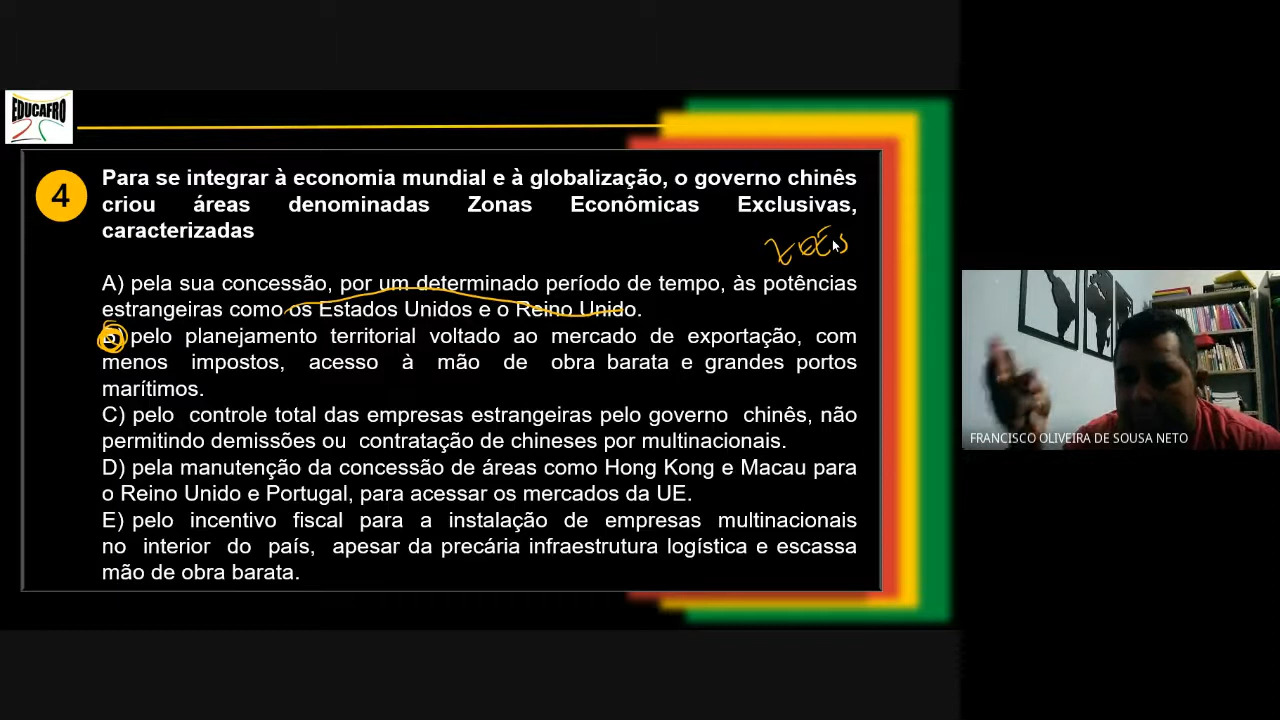 EDUCAFRO
4
Para se integrar à economia mundial e à globalização, o governo chinês
criou áreas denominadas Zonas Econômicas Exclusivas,
caracterizadas
ZEEs
A) pela sua concessão, por um determinado período de tempo, às potências
estrangeiras como os Estados Unidos e o Reino Unido.
B) pelo planejamento territorial voltado ao mercado de exportação, com
menos impostos, acesso à mão de obra barata e grandes portos
marítimos.
C) pelo controle total das empresas estrangeiras pelo governo chinês, não
permitindo demissões ou contratação de chineses por multinacionais.
D) pela manutenção da concessão de áreas como Hong Kong e Macau para
o Reino Unido e Portugal, para acessar os mercados da UE.
E) pelo incentivo fiscal para a instalação de empresas multinacionais
no interior do país, apesar da precária infraestrutura logística e escassa
mão de obra barata.
FRANCISCO OLIVEIRA DE SOUSA NETO